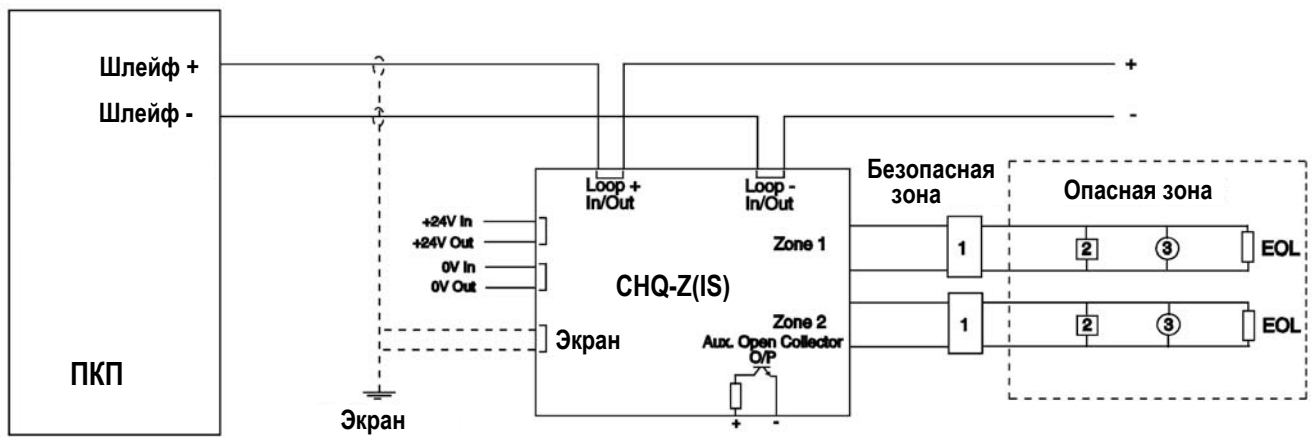 Шлейф +
+
Шлейф -
-
Безопасная
зона
Опасная зона
Loop +
In/Out
Loop -
In/Out
+24V In
+24V Out
0V In
0V Out
Zone 1
1
2
3
EOL
CHQ-Z(IS)
Zone 2
1
2
3
EOL
Экран
Aux. Open Collector
O/P
ПКП
Экран
+ -